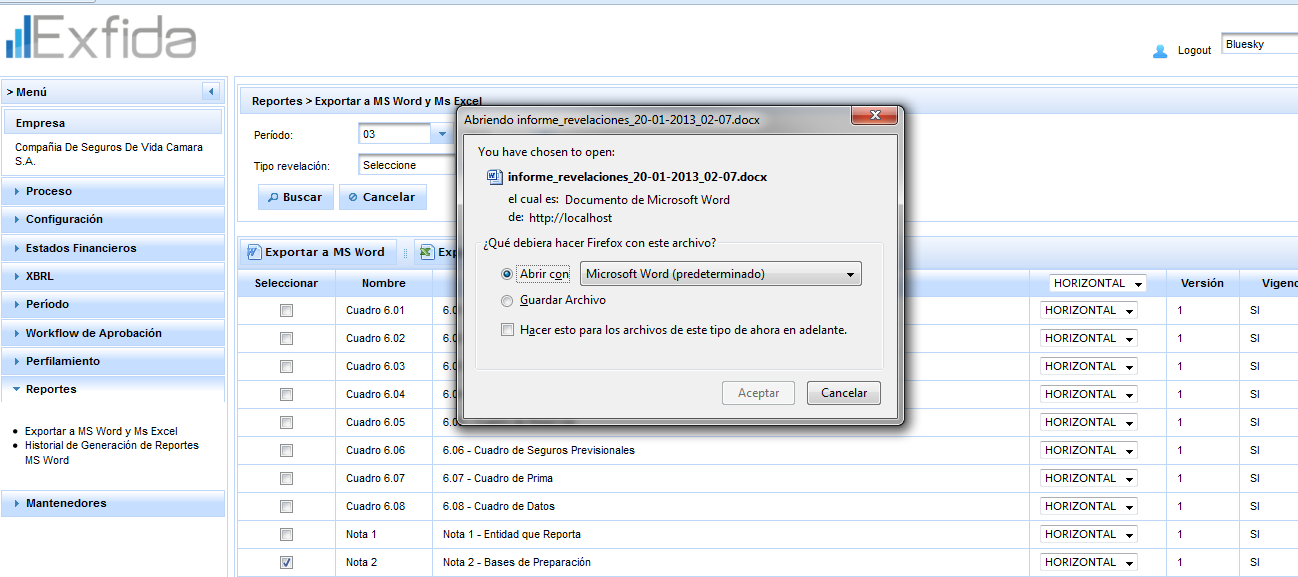 Exfida
Logout
Bluesky
> Menú
Empresa
Compañia De Seguros De Vida Camara
S.A.
Proceso
Configuración
Estados Financieros
XBRL
Período
Workflow de Aprobación
Perfilamiento
Reportes
Exportar a MS Word y Ms Excel
Historial de Generación de Reportes
MS Word
Mantenedores
Reportes > Exportar a MS Word y Ms Excel
Período: 03
Tipo revelación: Seleccione
Buscar Cancelar
Exportar a MS Word
Abriendo informe_revelaciones_20-01-2013_02-07.docx
You have chosen to open:
informe_revelaciones_20-01-2013_02-07.docx
el cual es: Documento de Microsoft Word
de: http://localhost
¿Qué debiera hacer Firefox con este archivo?
Abrir con Microsoft Word (predeterminado)
Guardar Archivo
Hacer esto para los archivos de este tipo de ahora en adelante.
Aceptar Cancelar
Seleccionar Nombre HORIZONTAL Versión
Cuadro 6.01 HORIZONTAL 1 SI
Cuadro 6.02 HORIZONTAL 1 SI
Cuadro 6.03 HORIZONTAL 1 SI
Cuadro 6.04 HORIZONTAL 1 SI
Cuadro 6.05 HORIZONTAL 1 SI
Cuadro 6.06 6.06 - Cuadro de Seguros Previsionales HORIZONTAL 1 SI
Cuadro 6.07 6.07 - Cuadro de Prima HORIZONTAL 1 SI
Cuadro 6.08 6.08 - Cuadro de Datos HORIZONTAL 1 SI
Nota 1 Nota 1 - Entidad que Reporta HORIZONTAL 1 SI
Nota 2 Nota 2 - Bases de Preparación HORIZONTAL 1 SI